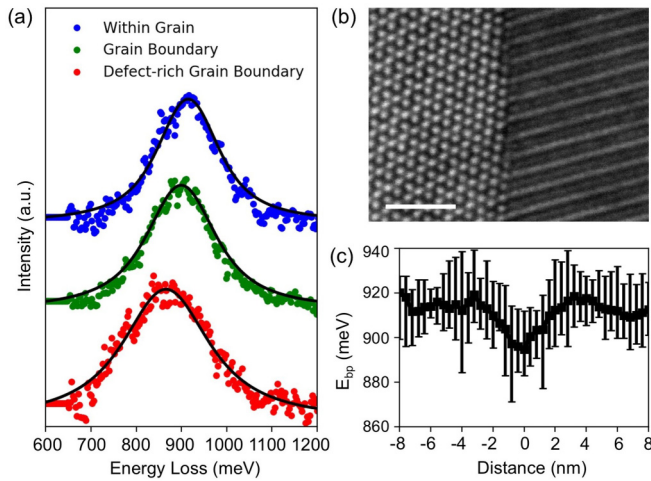 (a)
Within Grain
Grain Boundary
Defect-rich Grain Boundary
Intensity (a.u.)
600 700 800 900 1000 1100 1200
Energy Loss (meV)
(b)
(c)
940
920
900
880
860
E_bp (meV)
-8 -6 -4 -2 0 2 4 6 8
Distance (nm)